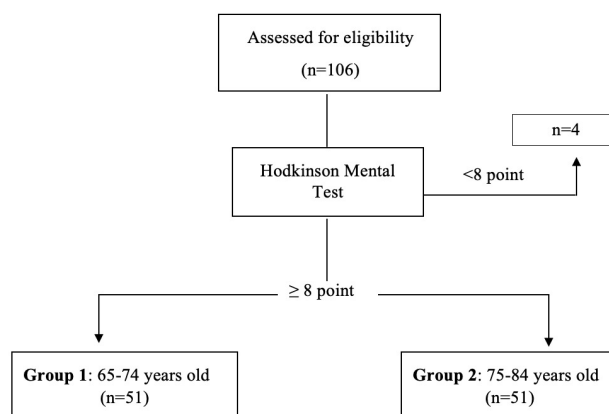 Assessed for eligibility
(n=106)
n=4
Hodkinson Mental
Test
<8 point
≥ 8 point
Group 1: 65-74 years old
(n=51)
Group 2: 75-84 years old
(n=51)